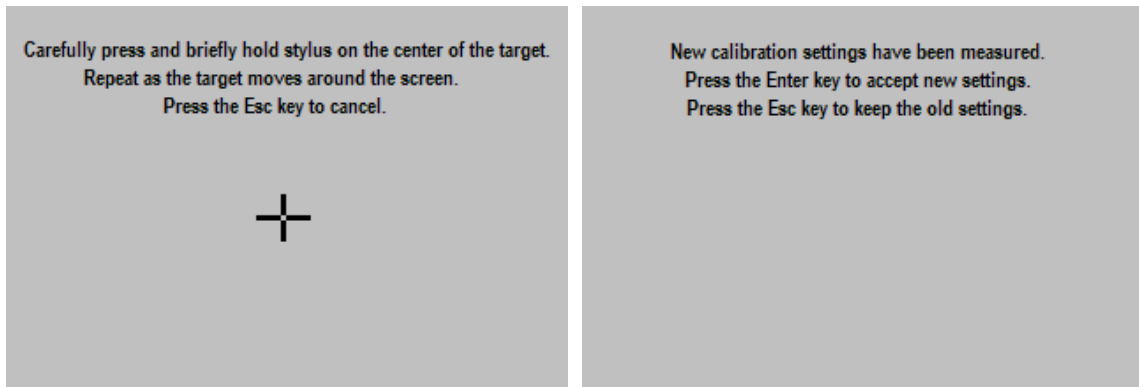 Carefully press and briefly hold stylus on the center of the target.
Repeat as the target moves around the screen.
Press the Esc key to cancel.
New calibration settings have been measured.
Press the Enter key to accept new settings.
Press the Esc key to keep the old settings.